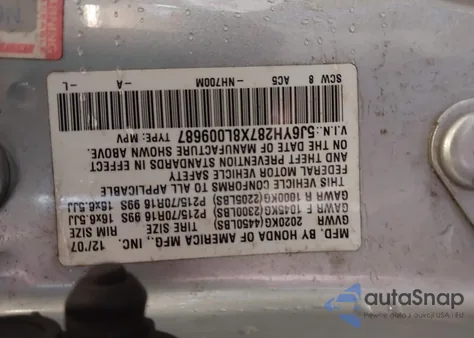 MFD. BY HONDA OF AMERICA MFG., INC. 12/07
GVWR TIRE SIZE RIM SIZE
2020KG(4450LBS)
GAWR F 1045KG(2300LBS) P215/70R16 99S 16x6.5JJ
GAWR R 1000KG(2205LBS) P215/70R16 99S 16x6.5JJ
THIS VEHICLE CONFORMS TO ALL APPLICABLE
FEDERAL MOTOR VEHICLE SAFETY
AND THEFT PREVENTION STANDARDS IN EFFECT
ON THE DATE OF MANUFACTURE SHOWN ABOVE.
V.I.N.: 5J6YH287X8L009687 TYPE: MPV
SCW 8 AC5 -NH700M -A -L
autoSnap